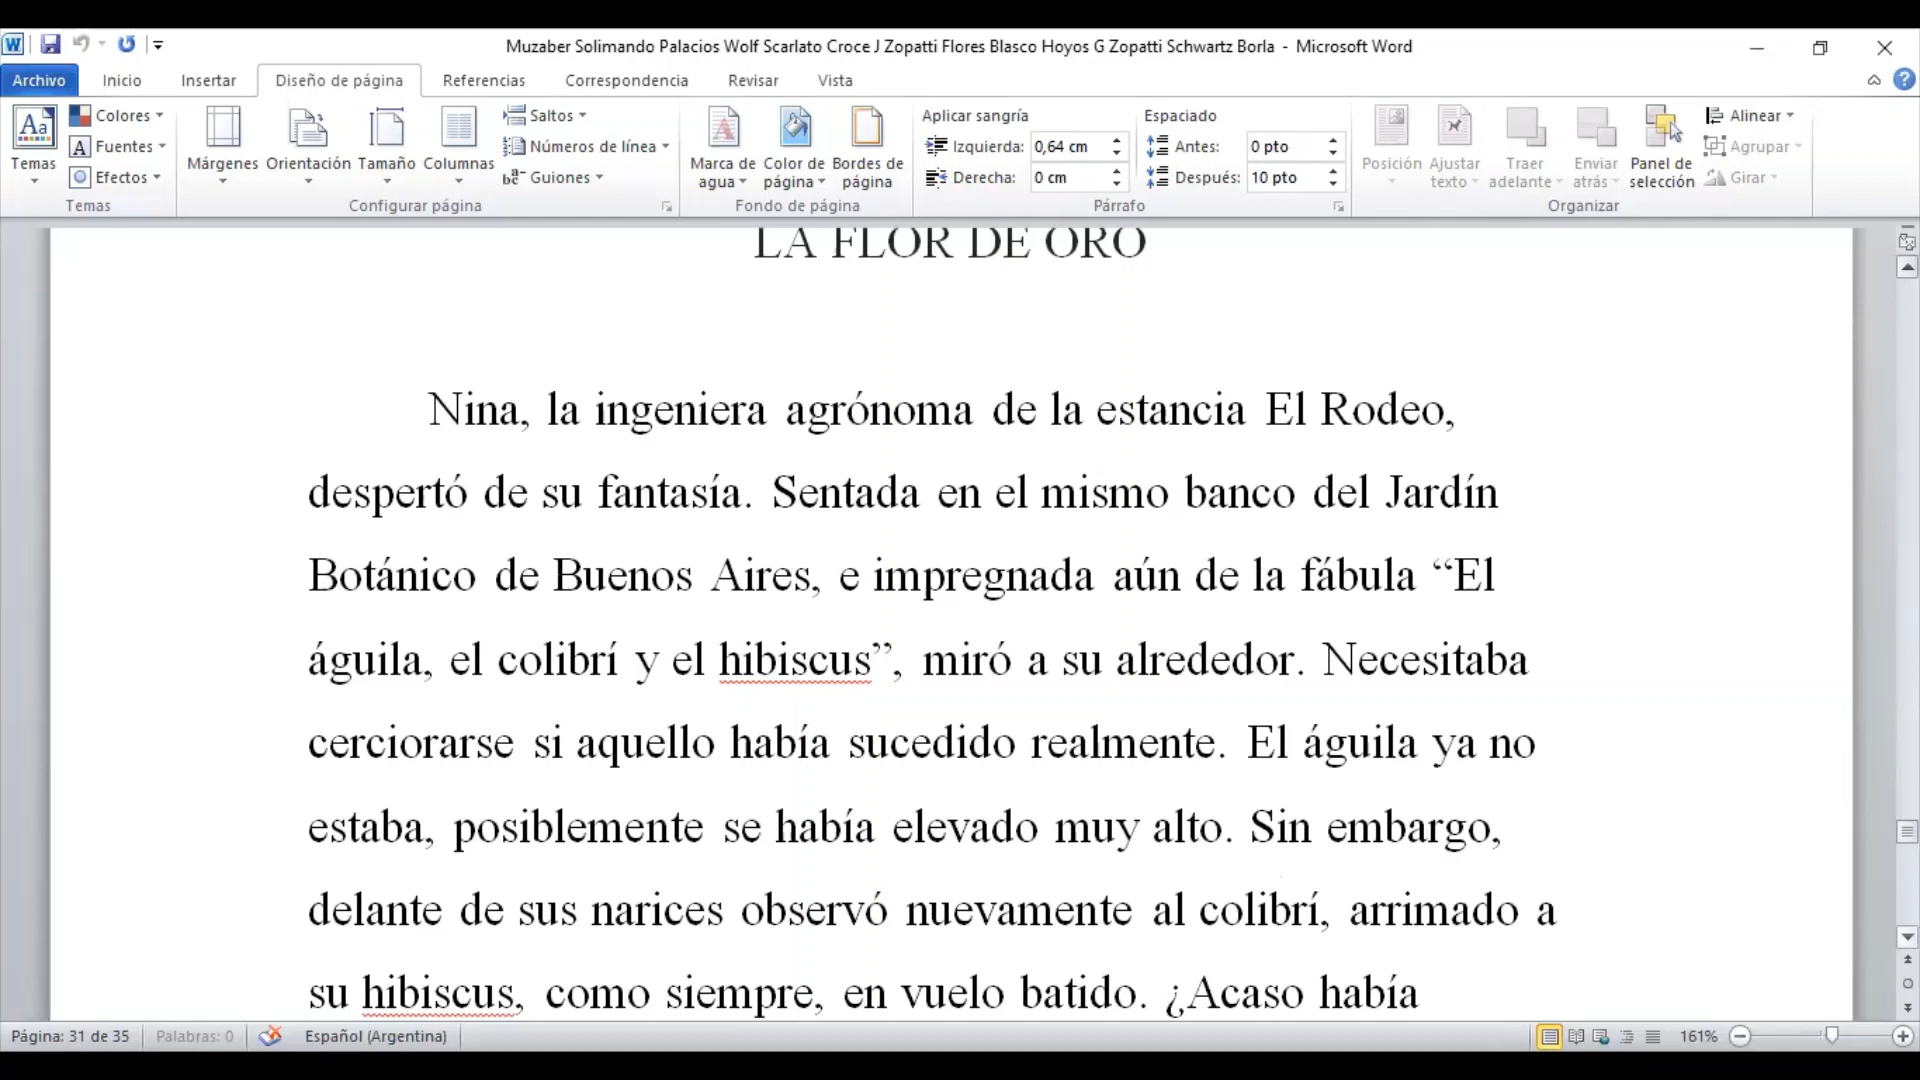 Muzaber Solimando Palacios Wolf Scarlato Croce J Zopatti Flores Blasco Hoyos G Zopatti Schwartz Borla - Microsoft Word
Archivo Inicio Insertar Diseño de página Referencias Correspondencia Revisar Vista
Temas
Colores
Fuentes
Efectos
Temas
Márgenes Orientación Tamaño Columnas
Saltos
Números de línea
Guiones
Configurar página
Marca de agua
Color de página
Bordes de página
Fondo de página
Aplicar sangría
Izquierda: 0,64 cm
Derecha: 0 cm
Espaciado
Antes: 0 pto
Después: 10 pto
Párrafo
Posición
Ajustar texto
Traer adelante
Enviar atrás
Panel de selección
Alinear
Agrupar
Girar
Organizar
LA FLOR DE ORO
Nina, la ingeniera agrónoma de la estancia El Rodeo,
despertó de su fantasía. Sentada en el mismo banco del Jardín
Botánico de Buenos Aires, e impregnada aún de la fábula “El
águila, el colibrí y el hibiscus”, miró a su alrededor. Necesitaba
cerciorarse si aquello había sucedido realmente. El águila ya no
estaba, posiblemente se había elevado muy alto. Sin embargo,
delante de sus narices observó nuevamente al colibrí, arrimado a
su hibiscus, como siempre, en vuelo batido. ¿Acaso había
Página: 31 de 35 Palabras: 0 Español (Argentina) 161%